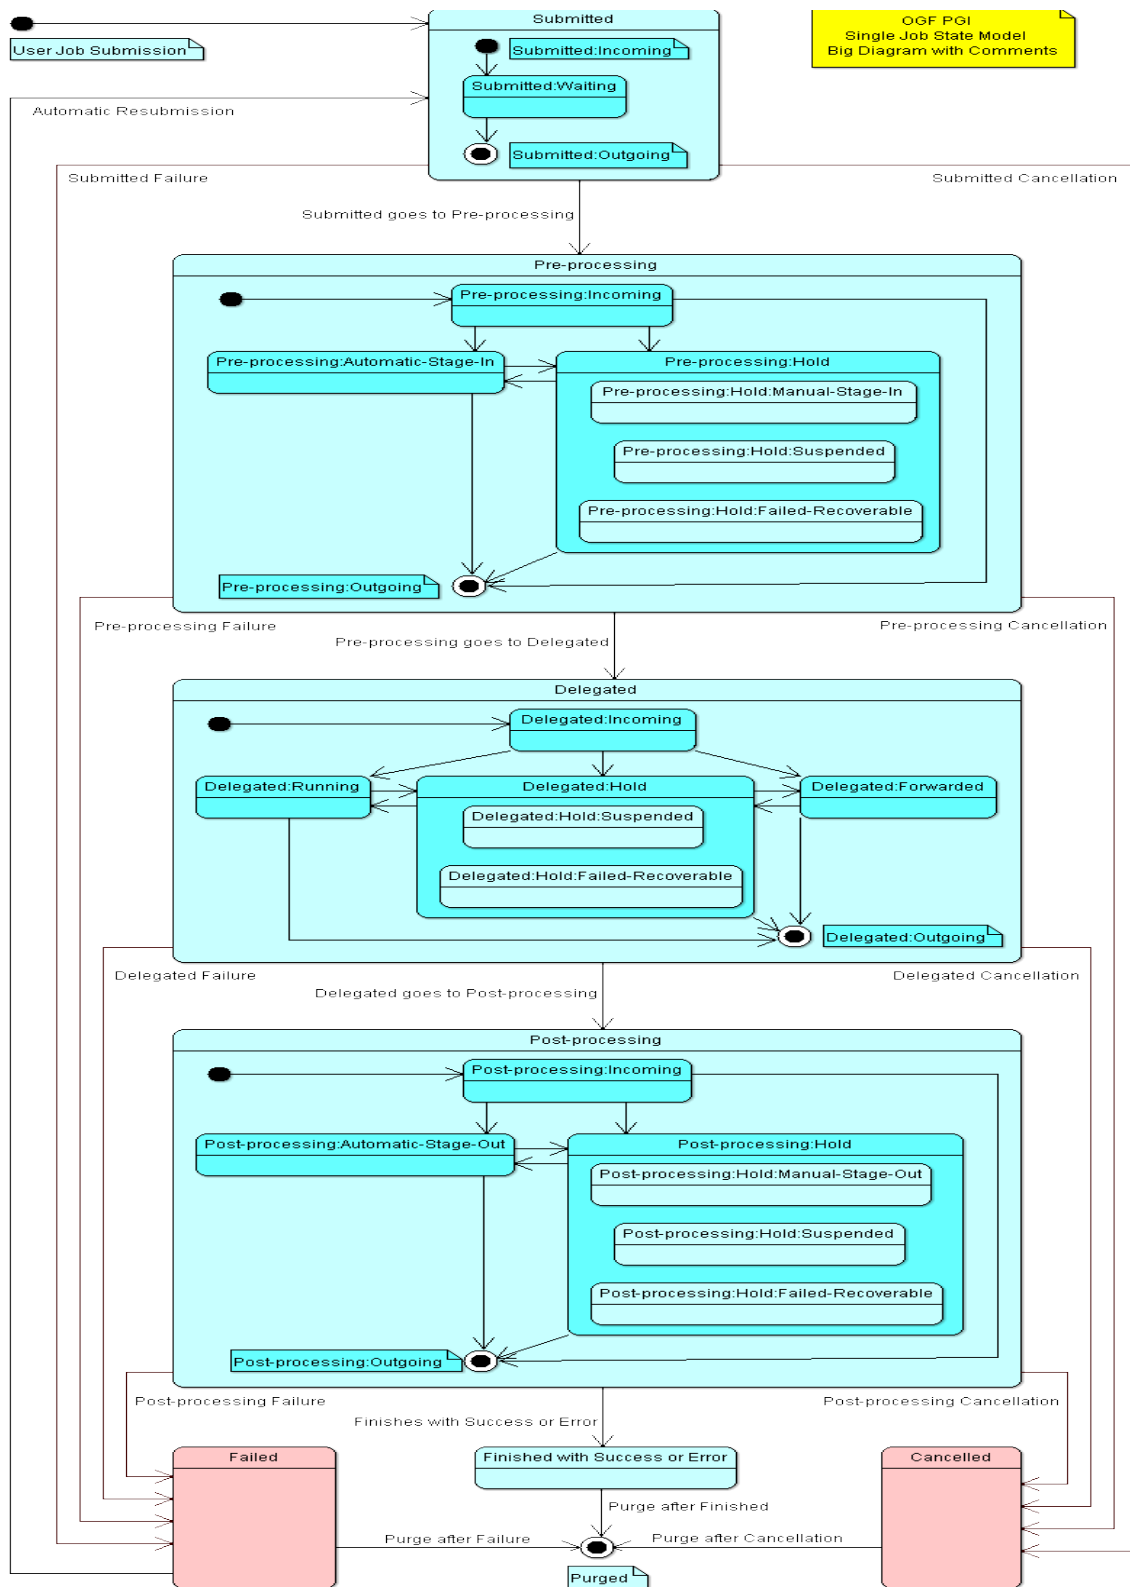 Submitted
OGF PGI
Single Job State Model
Big Diagram with Comments
User Job Submission
Submitted:Incoming
Submitted:Waiting
Automatic Resubmission
Submitted:Outgoing
Submitted Failure
Submitted Cancellation
Submitted goes to Pre-processing
Pre-processing
Pre-processing:Incoming
Pre-processing:Automatic-Stage-In
Pre-processing:Hold
Pre-processing:Hold:Manual-Stage-In
Pre-processing:Hold:Suspended
Pre-processing:Hold:Failed-Recoverable
Pre-processing:Outgoing
Pre-processing Failure
Pre-processing Cancellation
Pre-processing goes to Delegated
Delegated
Delegated:Incoming
Delegated:Running
Delegated:Hold
Delegated:Forwarded
Delegated:Hold:Suspended
Delegated:Hold:Failed-Recoverable
Delegated:Outgoing
Delegated Failure
Delegated Cancellation
Delegated goes to Post-processing
Post-processing
Post-processing:Incoming
Post-processing:Automatic-Stage-Out
Post-processing:Hold
Post-processing:Hold:Manual-Stage-Out
Post-processing:Hold:Suspended
Post-processing:Hold:Failed-Recoverable
Post-processing:Outgoing
Post-processing Failure
Post-processing Cancellation
Finishes with Success or Error
Failed
Finished with Success or Error
Cancelled
Purge after Finished
Purge after Failure
Purge after Cancellation
Purged